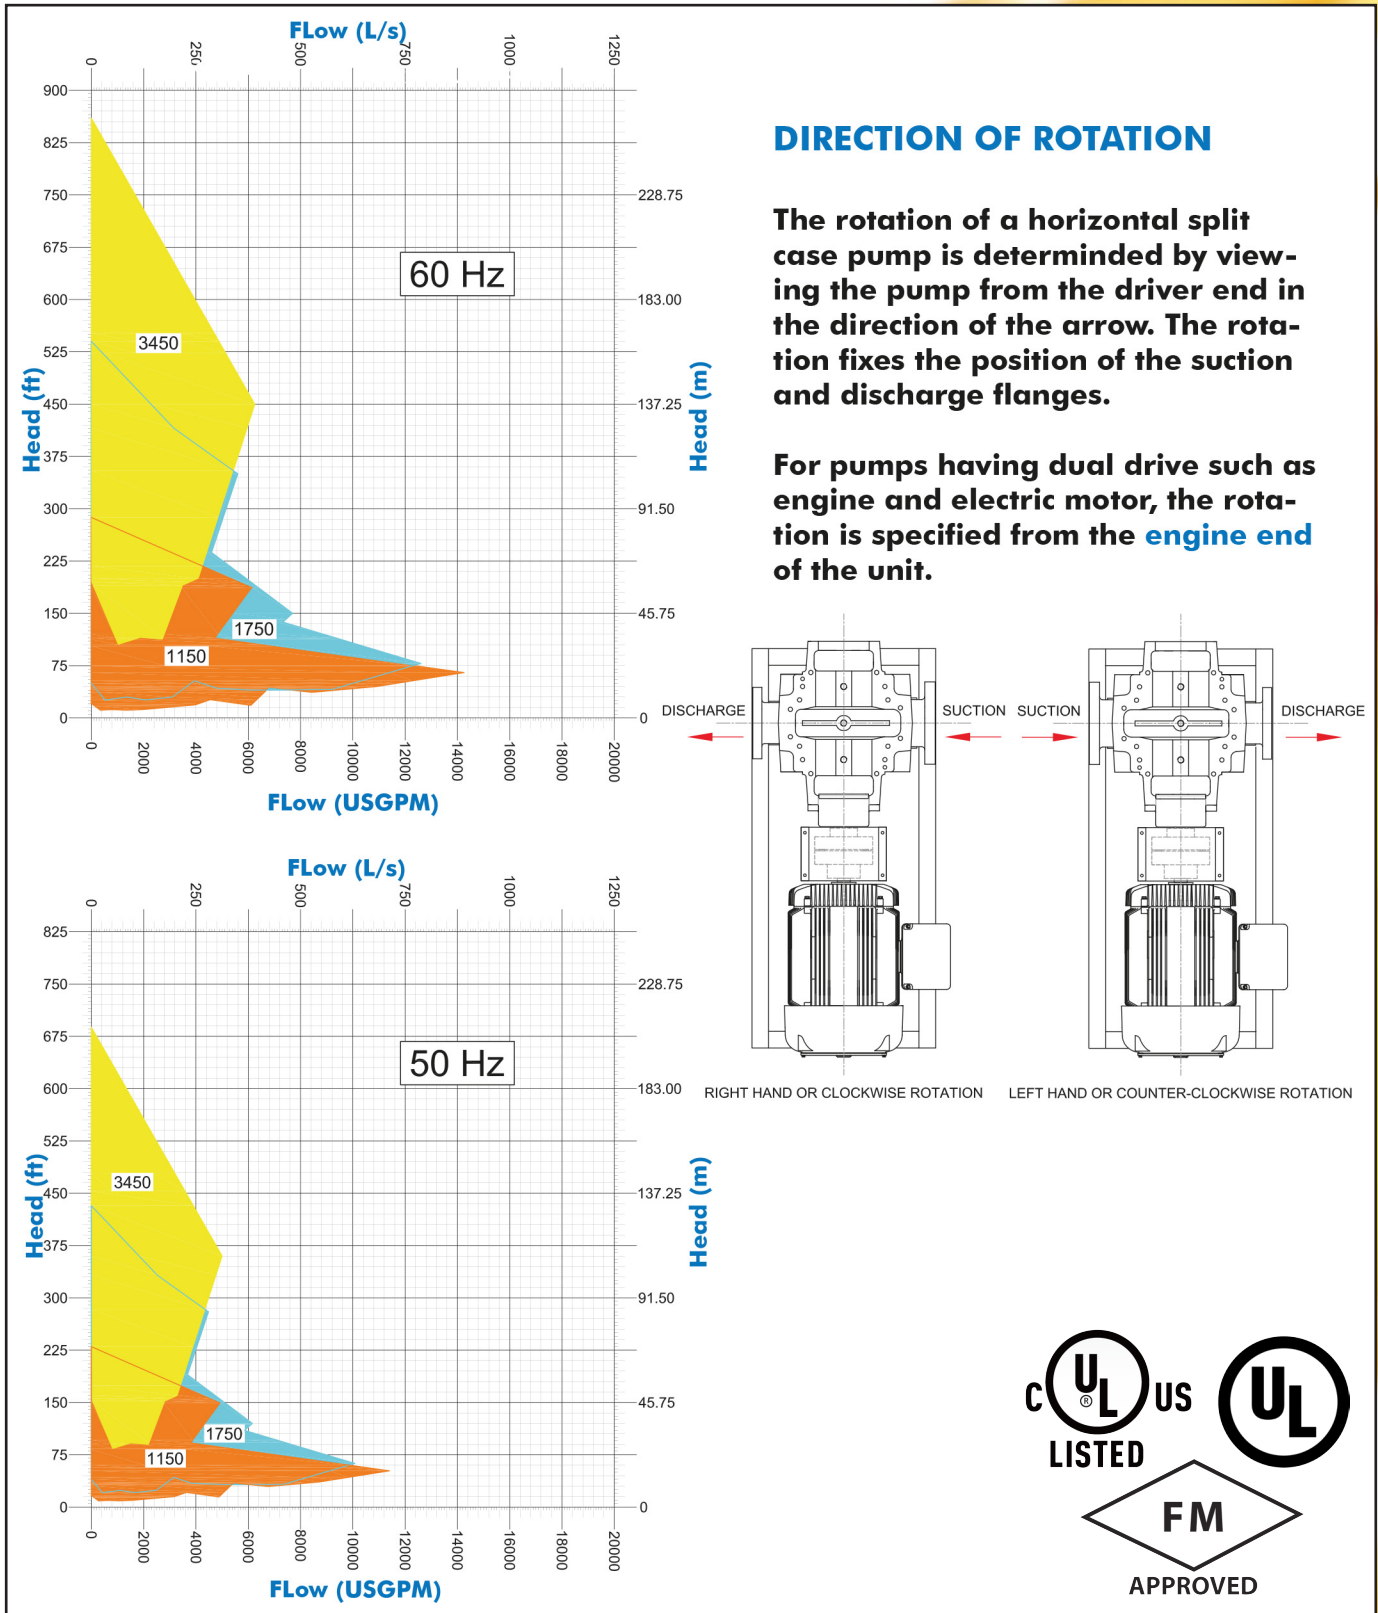 FLow (L/s)
0 250 500 750 1000 1250
900
825
750
675
600
525
450
375
300
225
150
75
0
Head (ft)
228.75
183.00
137.25
91.50
45.75
0
Head (m)
60 Hz
3450
1750
1150
0 2000 4000 6000 8000 10000 12000 14000 16000 18000 20000
FLow (USGPM)
FLow (L/s)
0 250 500 750 1000 1250
825
750
675
600
525
450
375
300
225
150
75
0
Head (ft)
228.75
183.00
137.25
91.50
45.75
0
Head (m)
50 Hz
3450
1750
1150
0 2000 4000 6000 8000 10000 12000 14000 16000 18000 20000
FLow (USGPM)
DIRECTION OF ROTATION
The rotation of a horizontal split
case pump is determinded by view-
ing the pump from the driver end in
the direction of the arrow. The rota-
tion fixes the position of the suction
and discharge flanges.
For pumps having dual drive such as
engine and electric motor, the rota-
tion is specified from the engine end
of the unit.
DISCHARGE SUCTION SUCTION DISCHARGE
RIGHT HAND OR CLOCKWISE ROTATION
LEFT HAND OR COUNTER-CLOCKWISE ROTATION
C UL ® US
LISTED
UL
FM
APPROVED